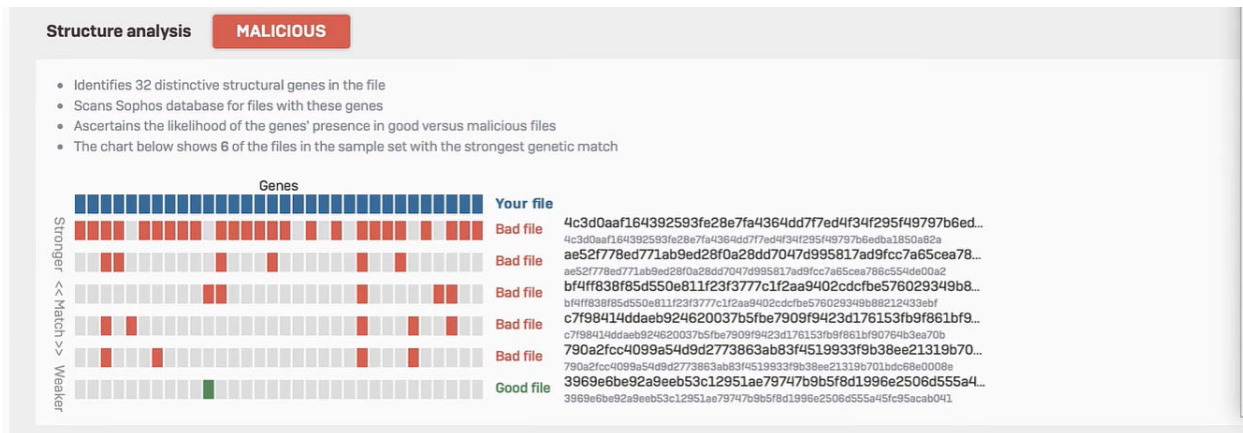 Structure analysis
MALICIOUS
Identifies 32 distinctive structural genes in the file
Scans Sophos database for files with these genes
Ascertains the likelihood of the genes' presence in good versus malicious files
The chart below shows 6 of the files in the sample set with the strongest genetic match
Genes
Stronger << Match >> Weaker
Your file
Bad file
4c3d0aaf164392593fe28e7fa4364dd7f7ed4f34f295f49797b6ed...
4c3d0aaf164392593fe28e7fa4364dd7f7ed4f34f295f49797b6edba1850a82a
Bad file
ae52f778ed771ab9ed28f0a28dd7047d995817ad9fcc7a65cea78...
ae52f778ed771ab9ed28f0a28dd7047d995817ad9fcc7a65cea786c554de00a2
Bad file
bf4ff838f85d550e811f23f3777c1f2aa9402cdcfbe576029349b8...
bf4ff838f85d550e811f23f3777c1f2aa9402cdcfbe576029349b88212433ebf
Bad file
c7f98414ddaeb924620037b5fbe7909f9423d176153fb9f861bf9...
c7f98414ddaeb924620037b5fbe7909f9423d176153fb9f861bf90764b3ea70b
Bad file
790a2fcc4099a54d9d2773863ab83f4519933f9b38ee21319b70...
790a2fcc4099a54d9d2773863ab83f4519933f9b38ee21319b701bdc68e0008e
Good file
3969e6be92a9eeb53c12951ae79747b9b5f8d1996e2506d555a4...
3969e6be92a9eeb53c12951ae79747b9b5f8d1996e2506d555a45fc95acab041